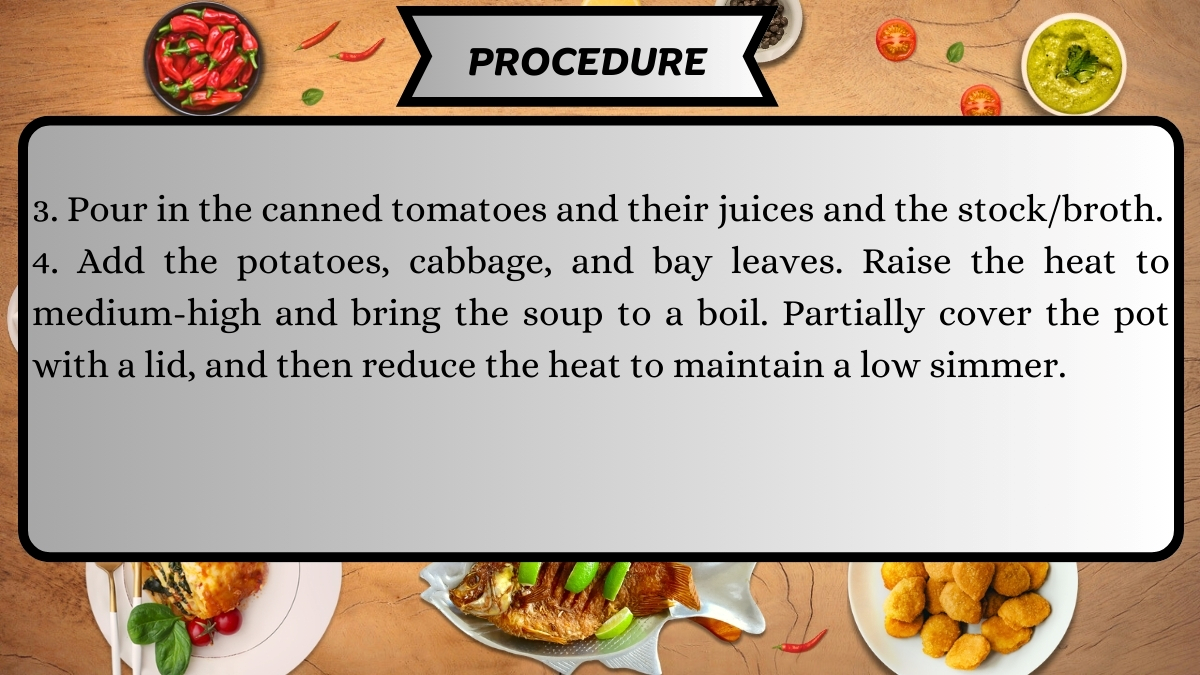 PROCEDURE
3. Pour in the canned tomatoes and their juices and the stock/broth.
4. Add the potatoes, cabbage, and bay leaves. Raise the heat to
medium-high and bring the soup to a boil. Partially cover the pot
with a lid, and then reduce the heat to maintain a low simmer.